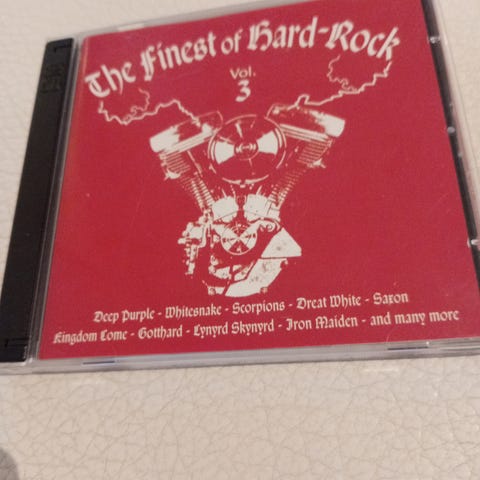 The Finest of Hard-Rock
Vol.
3
Deep Purple - Whitesnake - Scorpions - Dreat White - Saxon
Kingdom Come - Gotthard - Lynyrd Skynyrd - Iron Maiden - and many more